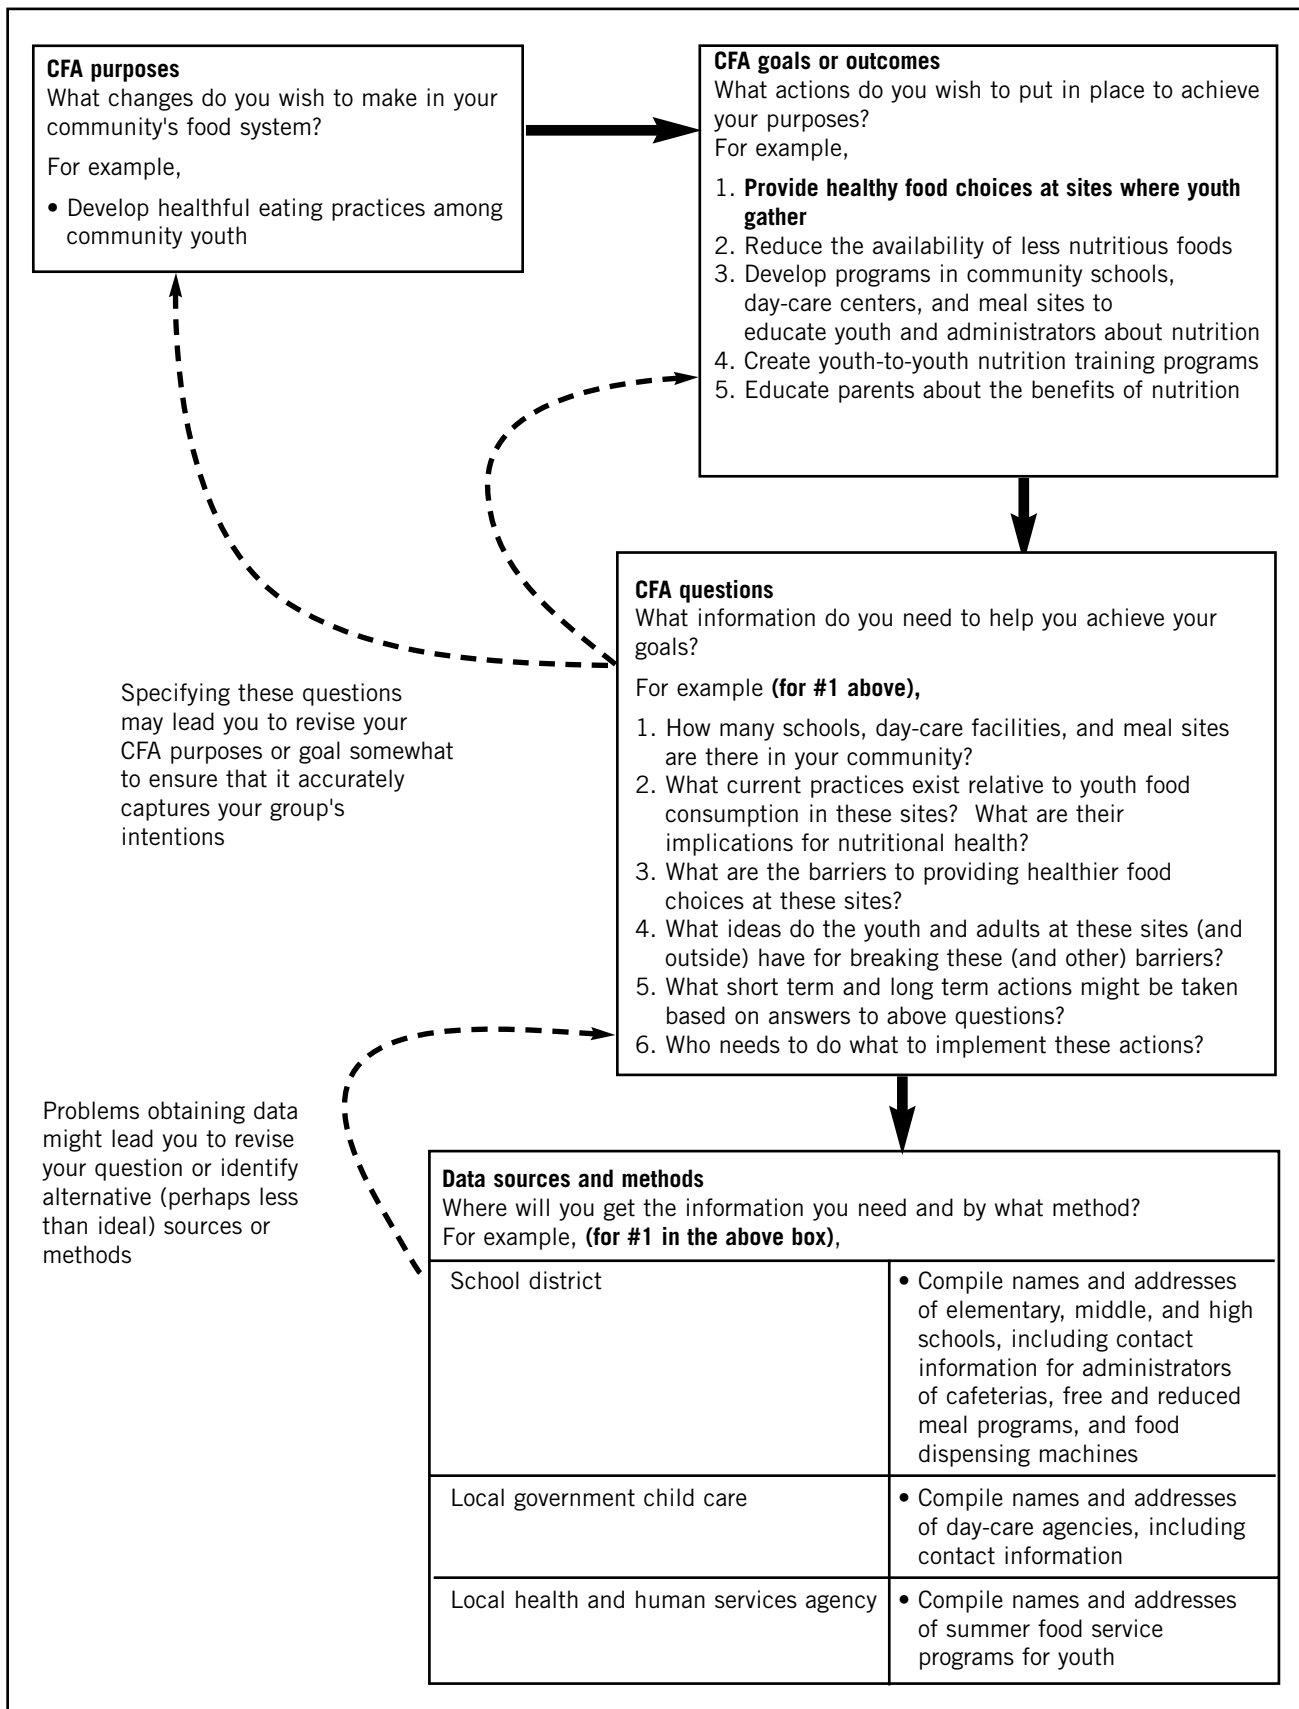 CFA purposes
What changes do you wish to make in your
community's food system?
For example,
• Develop healthful eating practices among
community youth
CFA goals or outcomes
What actions do you wish to put in place to achieve
your purposes?
For example,
1. Provide healthy food choices at sites where youth
gather
2. Reduce the availability of less nutritious foods
3. Develop programs in community schools,
day-care centers, and meal sites to
educate youth and administrators about nutrition
4. Create youth-to-youth nutrition training programs
5. Educate parents about the benefits of nutrition
CFA questions
What information do you need to help you achieve your
goals?
For example (for #1 above),
1. How many schools, day-care facilities, and meal sites
are there in your community?
2. What current practices exist relative to youth food
consumption in these sites?  What are their
implications for nutritional health?
3. What are the barriers to providing healthier food
choices at these sites?
4. What ideas do the youth and adults at these sites (and
outside) have for breaking these (and other) barriers?
5. What short term and long term actions might be taken
based on answers to above questions?
6. Who needs to do what to implement these actions?
Specifying these questions
may lead you to revise your
CFA purposes or goal somewhat
to ensure that it accurately
captures your group's
intentions
Problems obtaining data
might lead you to revise
your question or identify
alternative (perhaps less
than ideal) sources or
methods
Data sources and methods
Where will you get the information you need and by what method?
For example, (for #1 in the above box),
School district
• Compile names and addresses
of elementary, middle, and high
schools, including contact
information for administrators
of cafeterias, free and reduced
meal programs, and food
dispensing machines
Local government child care
• Compile names and addresses
of day-care agencies, including
contact information
Local health and human services agency
• Compile names and addresses
of summer food service
programs for youth